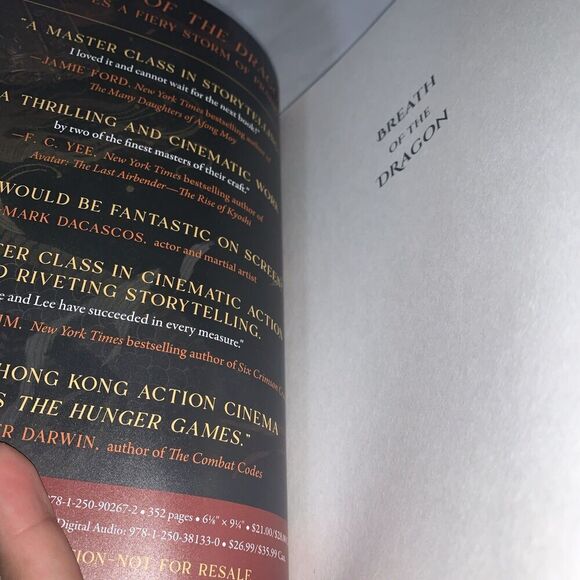 OF THE DRAGON
A FIERY STORM OF
"A MASTER CLASS IN STORYTELLING.
I loved it and cannot wait for the next book!"
—JAMIE FORD, New York Times bestselling author of
The Many Daughters of Afong Moy
A THRILLING AND CINEMATIC WORK
by two of the finest masters of their craft."
—F. C. YEE, New York Times bestselling author of
Avatar: The Last Airbender—The Rise of Kyoshi
WOULD BE FANTASTIC ON SCREEN
MARK DACASCOS, actor and martial artist
CLASS IN CINEMATIC ACTION
RIVETING STORYTELLING.
and Lee have succeeded in every measure."
New York Times bestselling author of Six Crimson
HONG KONG ACTION CINEMA
THE HUNGER GAMES."
DARWIN, author of The Combat Codes
978-1-250-90267-2 • 352 pages • 6⅛" × 9¼" • $21.00/
Digital Audio: 978-1-250-38133-0 • $26.99/$35.99 Can.
NOT FOR RESALE
BREATH
OF THE
DRAGON